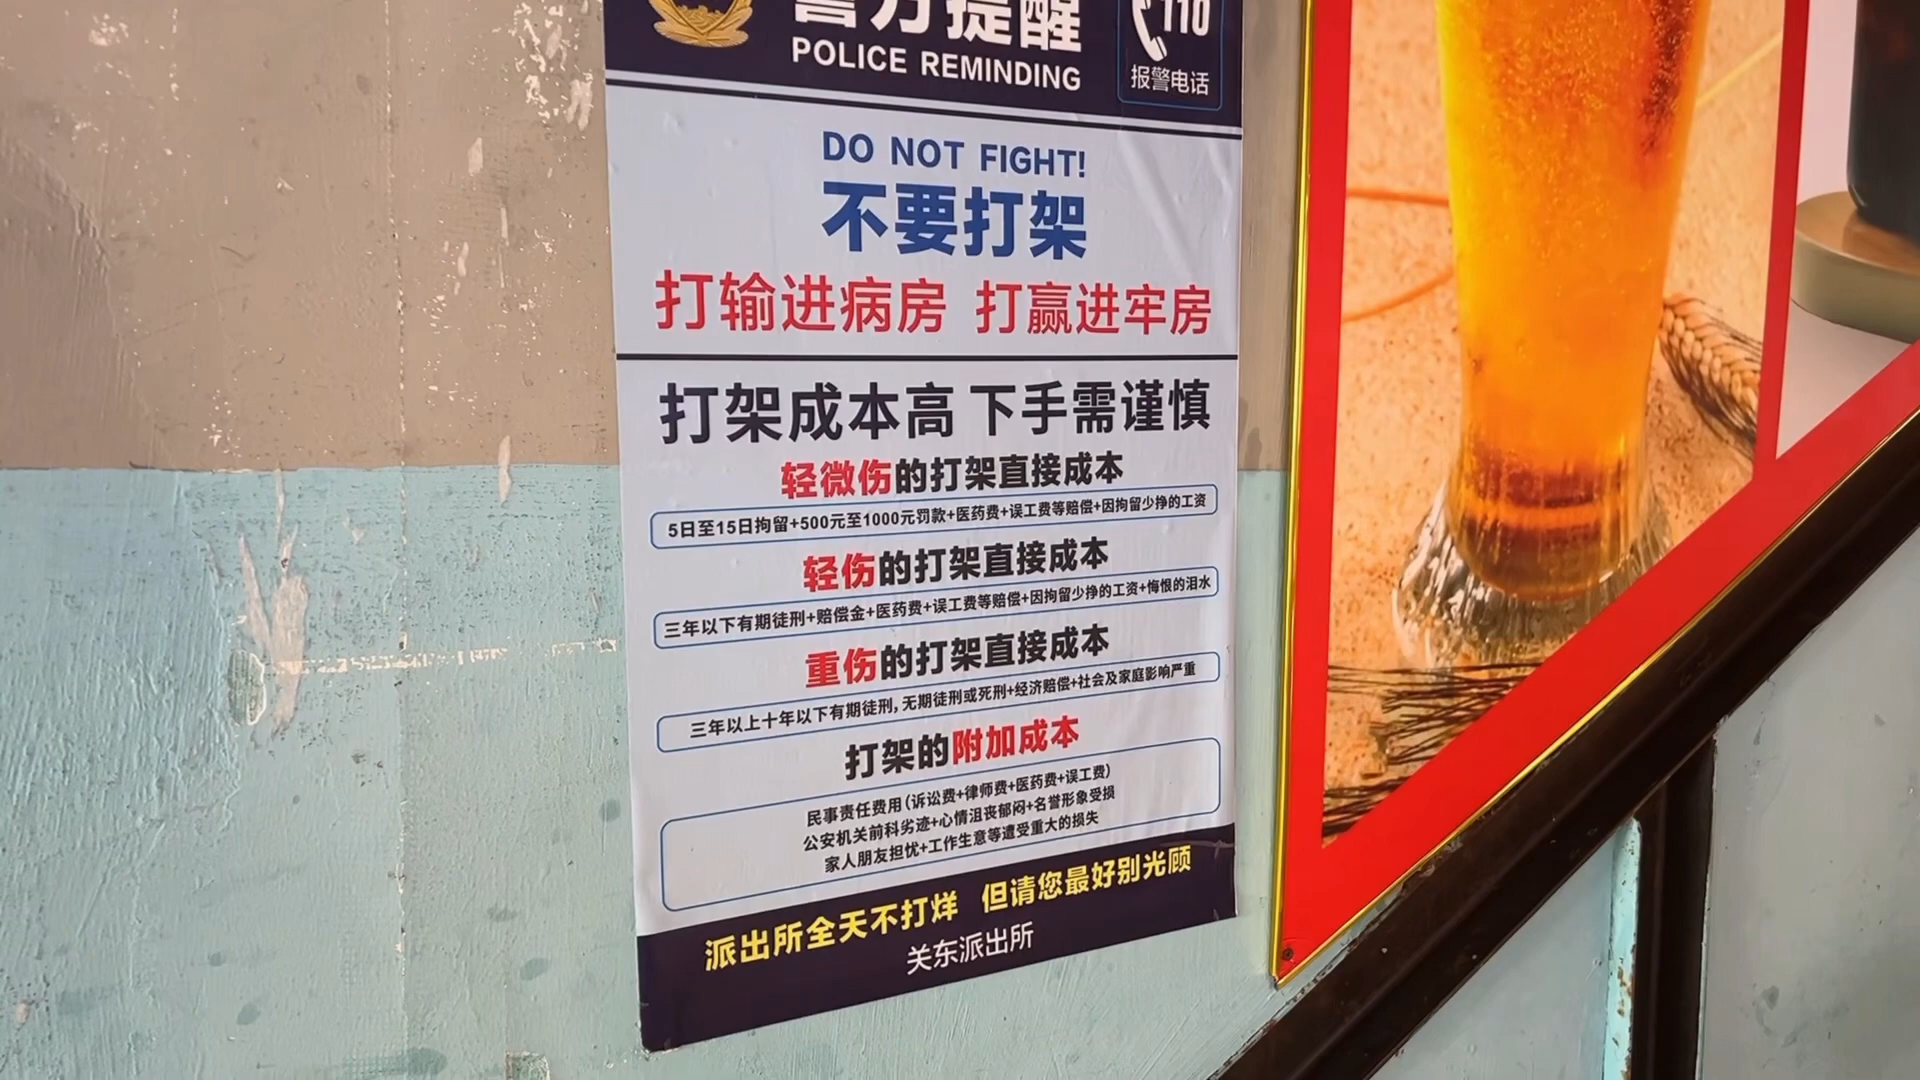 警方提醒
POLICE REMINDING
110
报警电话
DO NOT FIGHT!
不要打架
打输进病房 打赢进牢房
打架成本高 下手需谨慎
轻微伤的打架直接成本
5日至15日拘留+500元至1000元罚款+医药费+误工费等赔偿+因拘留少挣的工资
轻伤的打架直接成本
三年以下有期徒刑+赔偿金+医药费+误工费等赔偿+因拘留少挣的工资+悔恨的泪水
重伤的打架直接成本
三年以上十年以下有期徒刑,无期徒刑或死刑+经济赔偿+社会及家庭影响严重
打架的附加成本
民事责任费用(诉讼费+律师费+医药费+误工费)
公安机关前科劣迹+心情沮丧郁闷+名誉形象受损
家人朋友担忧+工作生意等遭受重大的损失
派出所全天不打烊 但请您最好别光顾
关东派出所